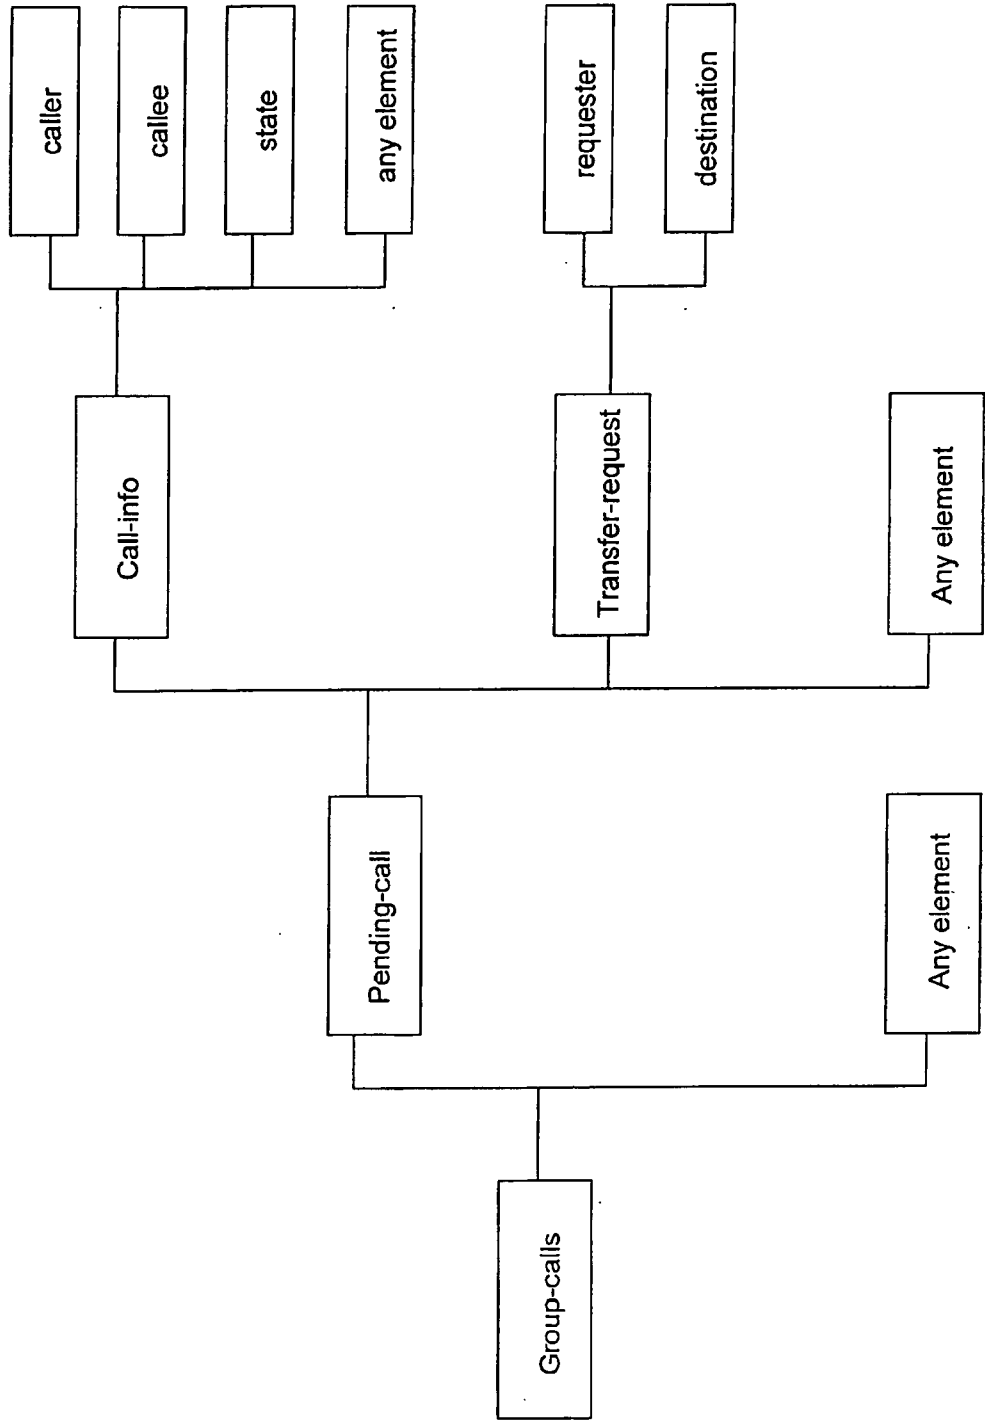 Group-calls
Pending-call
Any element
Call-info
Transfer-request
Any element
caller
callee
state
any element
requester
destination